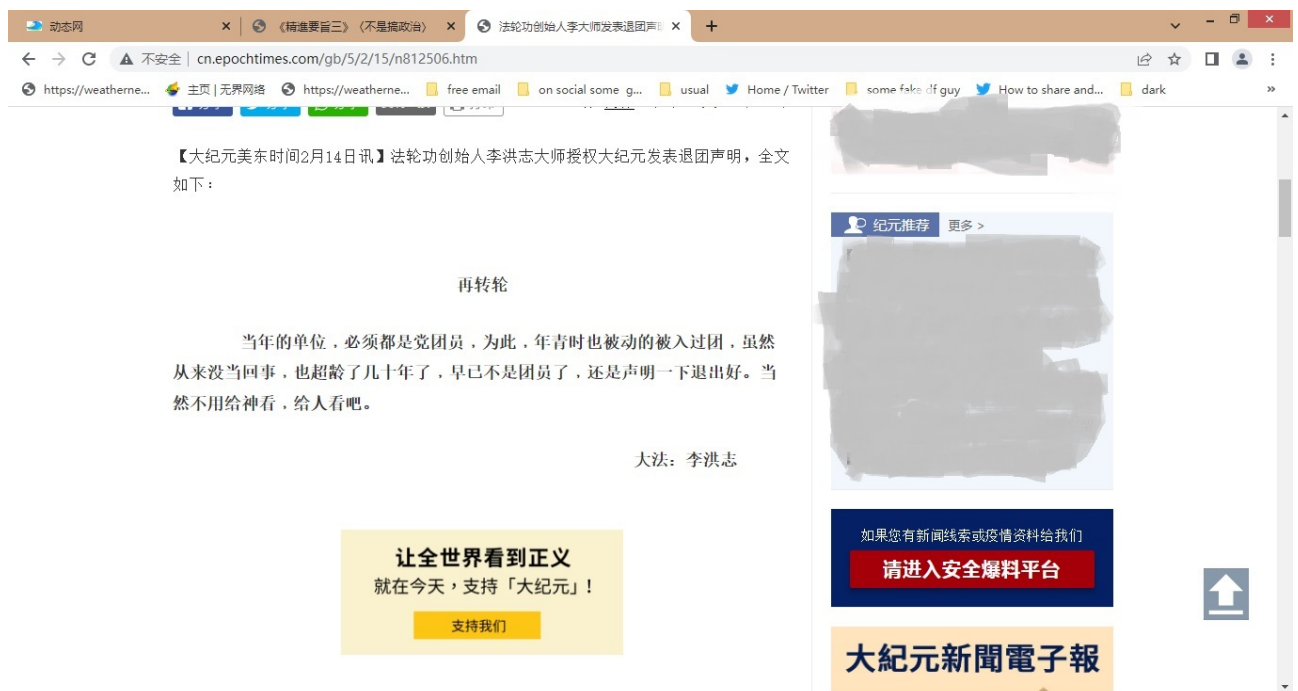 动态网
《精進要旨三》〈不是搞政治〉
法轮功创始人李大师发表退团声
不安全 | cn.epochtimes.com/gb/5/2/15/n812506.htm
https://weatherne...
主页 | 无界网络
https://weatherne...
free email
on social some g...
usual
Home / Twitter
some fake df guy
How to share and...
dark
»
【大纪元美东时间2月14日讯】法轮功创始人李洪志大师授权大纪元发表退团声明，全文
如下：
再转轮
当年的单位，必须都是党团员，为此，年青时也被动的被入过团，虽然
从来没当回事，也超龄了几十年了，早已不是团员了，还是声明一下退出好。当
然不用给神看，给人看吧。
大法：李洪志
让全世界看到正义
就在今天，支持「大纪元」！
支持我们
纪元推荐 更多 >
如果您有新闻线索或疫情资料给我们
请进入安全爆料平台
大紀元新聞電子報